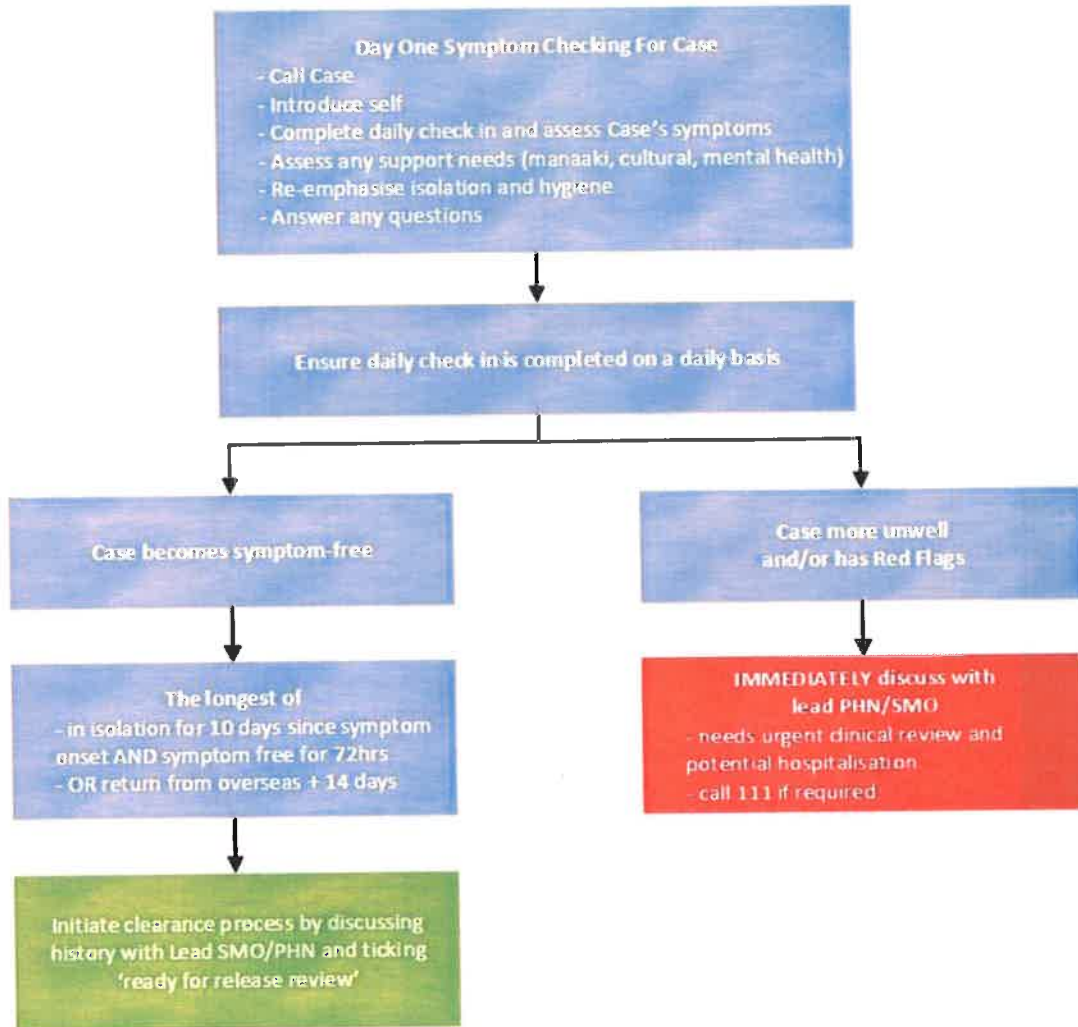 Day One Symptom Checking For Case
- Call Case
- Introduce self
- Complete daily check in and assess Case's symptoms
- Assess any support needs (manaaki, cultural, mental health)
- Re-emphasise isolation and hygiene
- Answer any questions
Ensure daily check in is completed on a daily basis
Case becomes symptom-free
Case more unwell
and/or has Red Flags
The longest of
- in isolation for 10 days since symptom
onset AND symptom free for 72hrs
- OR return from overseas + 14 days
IMMEDIATELY discuss with
lead PHN/SMO
- needs urgent clinical review and
potential hospitalisation
- call 111 if required
Initiate clearance process by discussing
history with Lead SMO/PHN and ticking
'ready for release review'